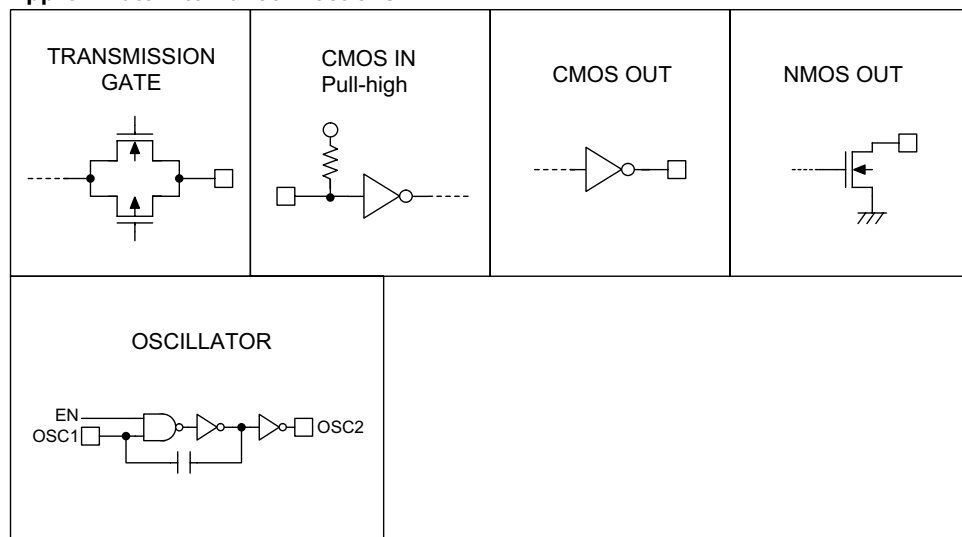 TRANSMISSION
GATE
CMOS IN
Pull-high
CMOS OUT
NMOS OUT
OSCILLATOR
EN
OSC1
OSC2